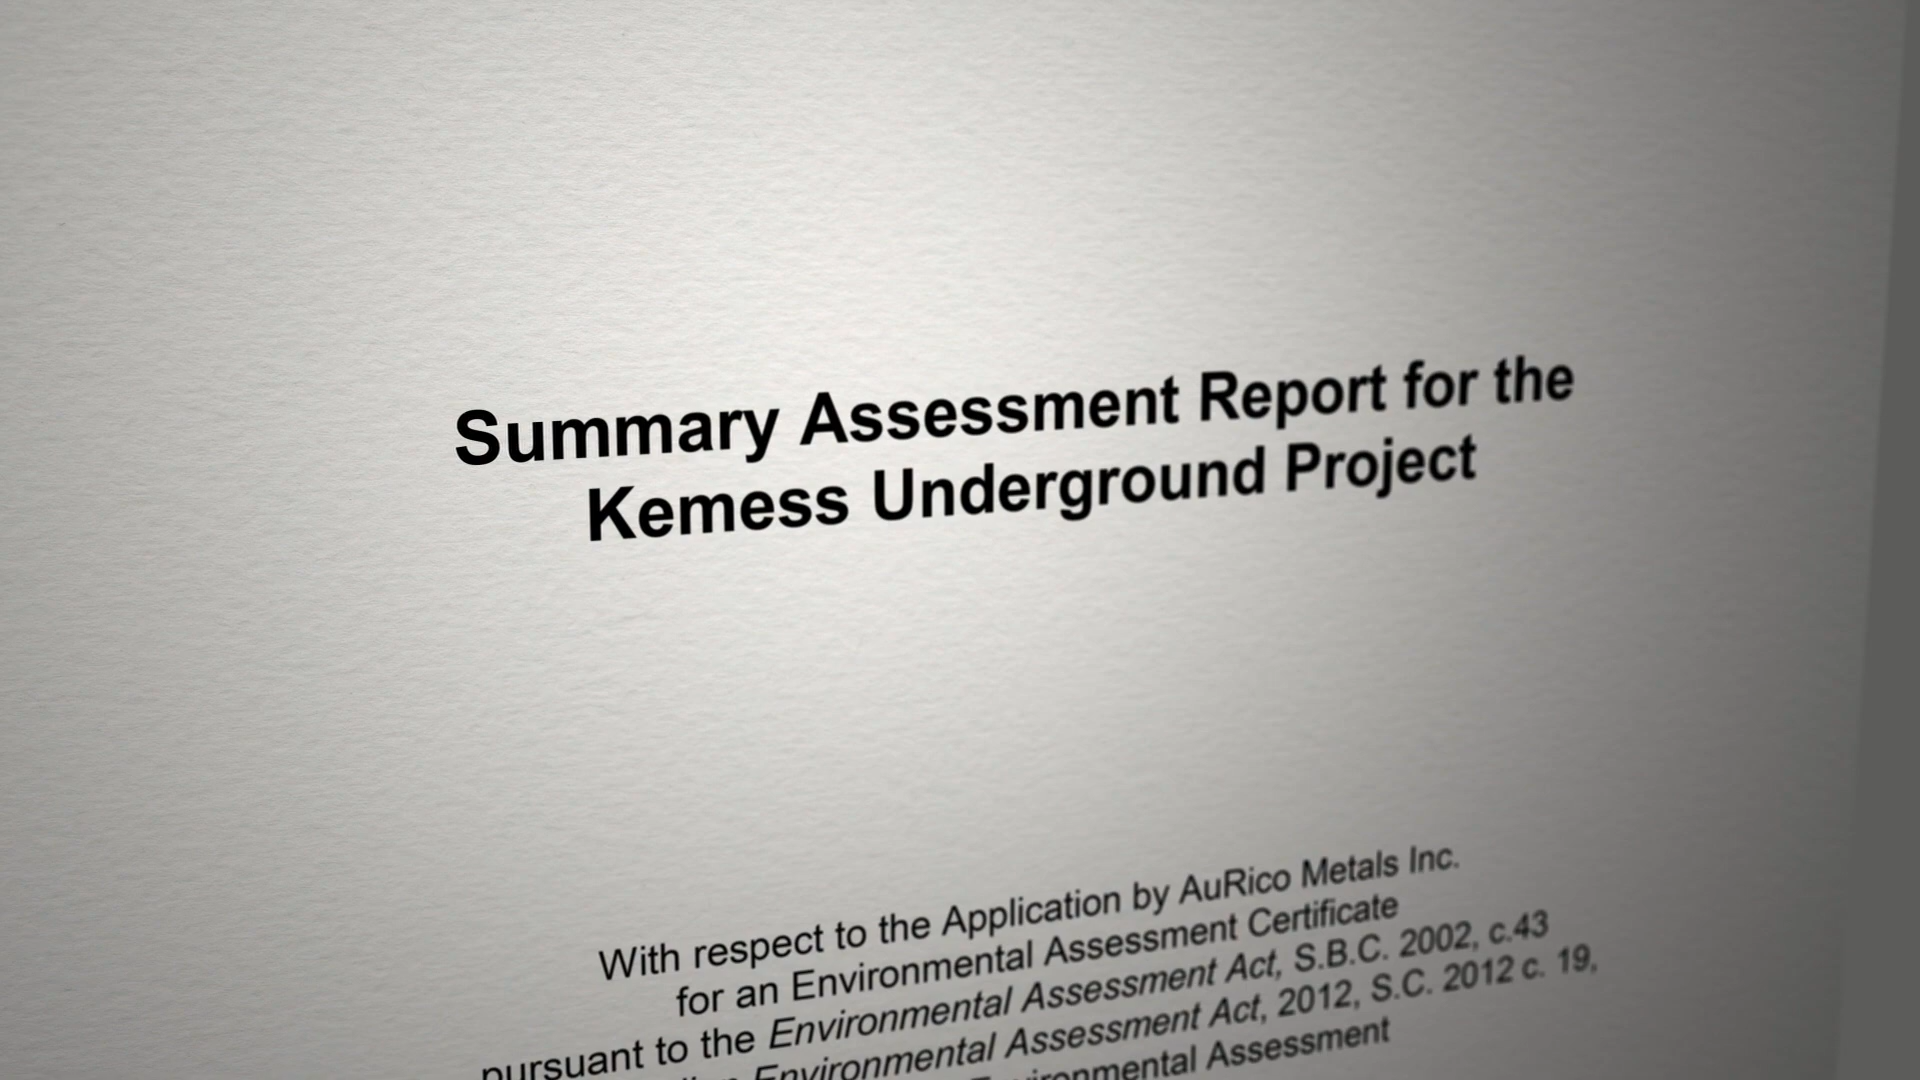 Summary Assessment Report for the
Kemess Underground Project
With respect to the Application by AuRico Metals Inc.
for an Environmental Assessment Certificate
pursuant to the Environmental Assessment Act, S.B.C. 2002, c.43
Environmental Assessment Act, 2012, S.C. 2012 c. 19,
Assessment